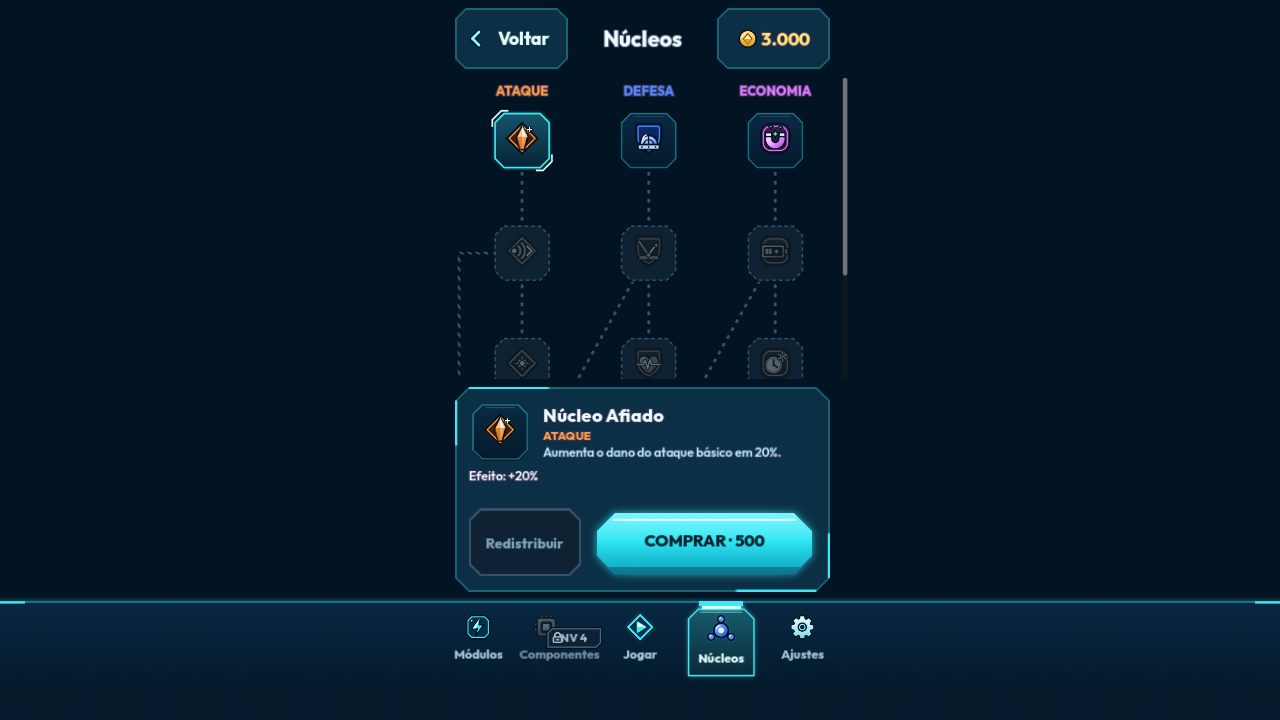 Voltar
Núcleos
3.000
ATAQUE
DEFESA
ECONOMIA
Núcleo Afiado
ATAQUE
Aumenta o dano do ataque básico em 20%.
Efeito: +20%
Redistribuir
COMPRAR · 500
NV 4
Módulos
Componentes
Jogar
Núcleos
Ajustes